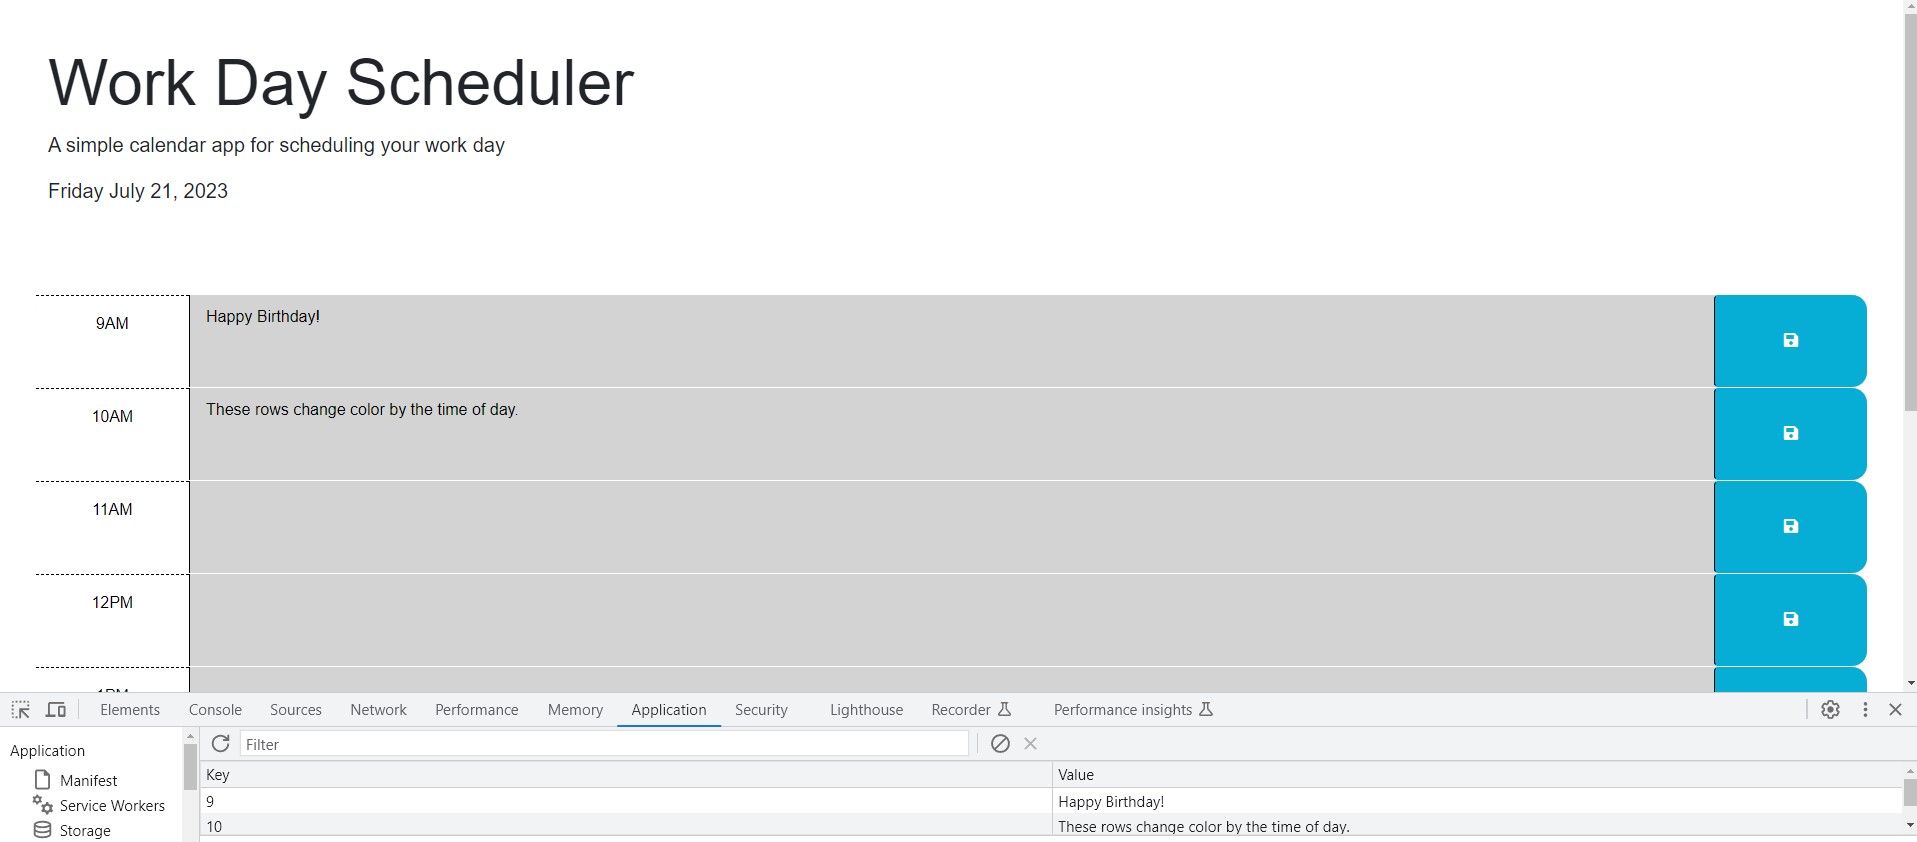 Work Day Scheduler
A simple calendar app for scheduling your work day
Friday July 21, 2023
9AM Happy Birthday!
10AM These rows change color by the time of day.
11AM
12PM
1PM
Elements Console Sources Network Performance Memory Application Security Lighthouse Recorder Performance insights
Application
Filter
Manifest
Service Workers
Storage
Key Value
9 Happy Birthday!
10 These rows change color by the time of day.